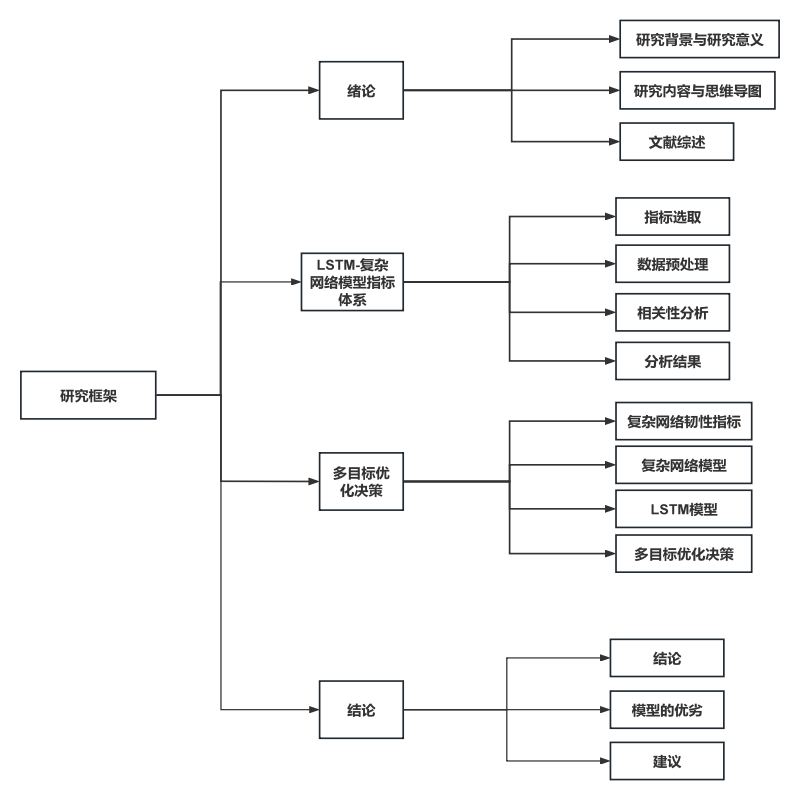 研究框架
绪论
研究背景与研究意义
研究内容与思维导图
文献综述
LSTM-复杂
网络模型指标
体系
指标选取
数据预处理
相关性分析
分析结果
多目标优
化决策
复杂网络韧性指标
复杂网络模型
LSTM模型
多目标优化决策
结论
结论
模型的优劣
建议